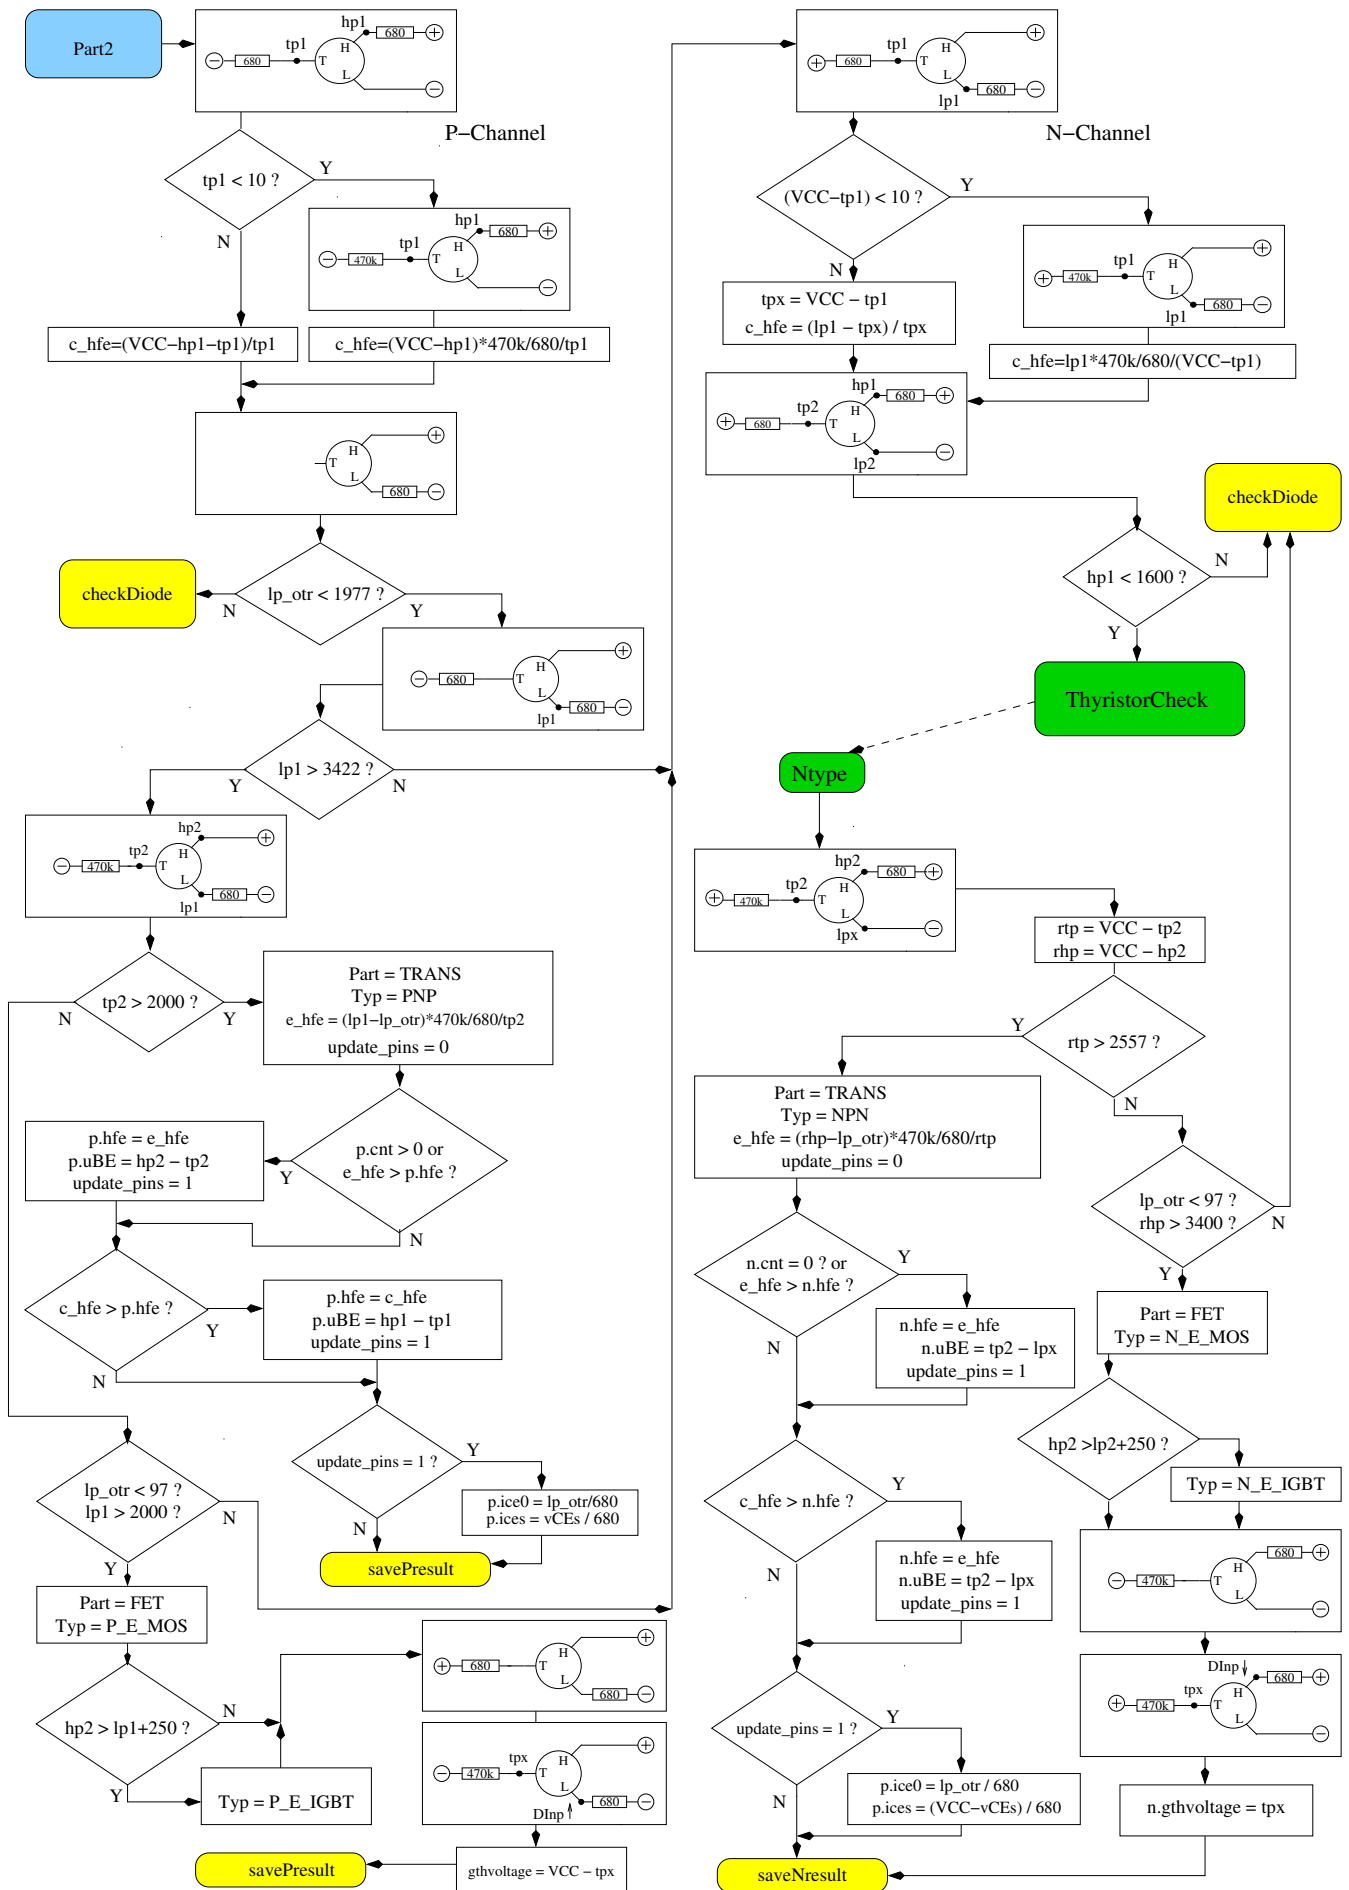 Part2
hp1
680
+
−
680
tp1
T
H
L
−
P−Channel
tp1 < 10 ?
Y
N
hp1
680
+
−
470k
tp1
T
H
L
−
c_hfe=(VCC−hp1−tp1)/tp1
c_hfe=(VCC−hp1)*470k/680/tp1
T
H
L
+
680
−
checkDiode
N
lp_otr < 1977 ?
Y
−
680
T
H
L
+
lp1
680
−
lp1 > 3422 ?
Y
N
−
470k
tp2
T
H
L
hp2
+
680
−
lp1
tp2 > 2000 ?
N
Y
Part = TRANS
Typ = PNP
e_hfe = (lp1−lp_otr)*470k/680/tp2
update_pins = 0
p.cnt > 0 or
e_hfe > p.hfe ?
Y
N
p.hfe = e_hfe
p.uBE = hp2 − tp2
update_pins = 1
c_hfe > p.hfe ?
Y
N
p.hfe = c_hfe
p.uBE = hp1 − tp1
update_pins = 1
update_pins = 1 ?
Y
N
p.ice0 = lp_otr/680
p.ices = vCEs / 680
savePresult
lp_otr < 97 ?
lp1 > 2000 ?
N
Y
Part = FET
Typ = P_E_MOS
hp2 > lp1+250 ?
N
Y
Typ = P_E_IGBT
+
680
T
H
L
+
680
−
−
470k
tpx
T
H
L
+
680
−
DInp
gthvoltage = VCC − tpx
savePresult
+
680
tp1
T
H
L
+
lp1
680
−
N−Channel
(VCC−tp1) < 10 ?
Y
N
+
470k
tp1
T
H
L
+
lp1
680
−
tpx = VCC − tp1
c_hfe = (lp1 − tpx) / tpx
c_hfe=lp1*470k/680/(VCC−tp1)
+
680
tp2
T
H
L
hp1
680
+
lp2
−
checkDiode
hp1 < 1600 ?
N
Y
ThyristorCheck
Ntype
+
470k
tp2
T
H
L
hp2
680
+
lpx
−
rtp = VCC − tp2
rhp = VCC − hp2
rtp > 2557 ?
Y
N
Part = TRANS
Typ = NPN
e_hfe = (rhp−lp_otr)*470k/680/rtp
update_pins = 0
lp_otr < 97 ?
rhp > 3400 ?
N
Y
n.cnt = 0 ? or
e_hfe > n.hfe ?
Y
N
n.hfe = e_hfe
n.uBE = tp2 − lpx
update_pins = 1
Part = FET
Typ = N_E_MOS
hp2 >lp2+250 ?
Y
Typ = N_E_IGBT
c_hfe > n.hfe ?
Y
N
n.hfe = e_hfe
n.uBE = tp2 − lpx
update_pins = 1
−
470k
T
H
L
680
+
−
DInp
+
470k
tpx
T
H
L
680
+
−
update_pins = 1 ?
Y
N
p.ice0 = lp_otr / 680
p.ices = (VCC−vCEs) / 680
n.gthvoltage = tpx
saveNresult